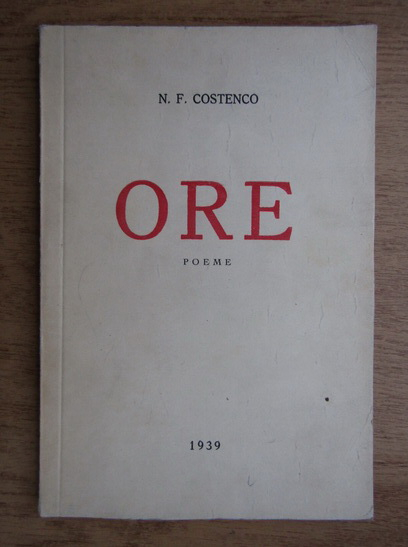 N. F. COSTENCO
ORE
POEME
1939